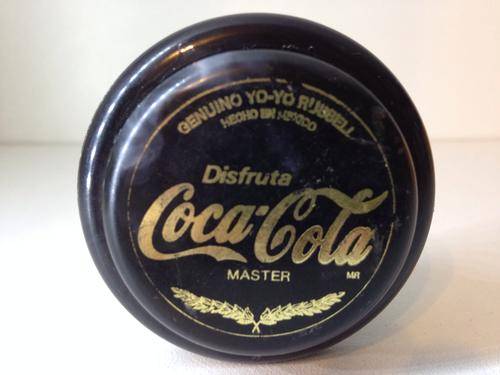 GENUINO YO-YO RUSSELL
HECHO EN MEXICO
Disfruta
Coca-Cola
MASTER MR